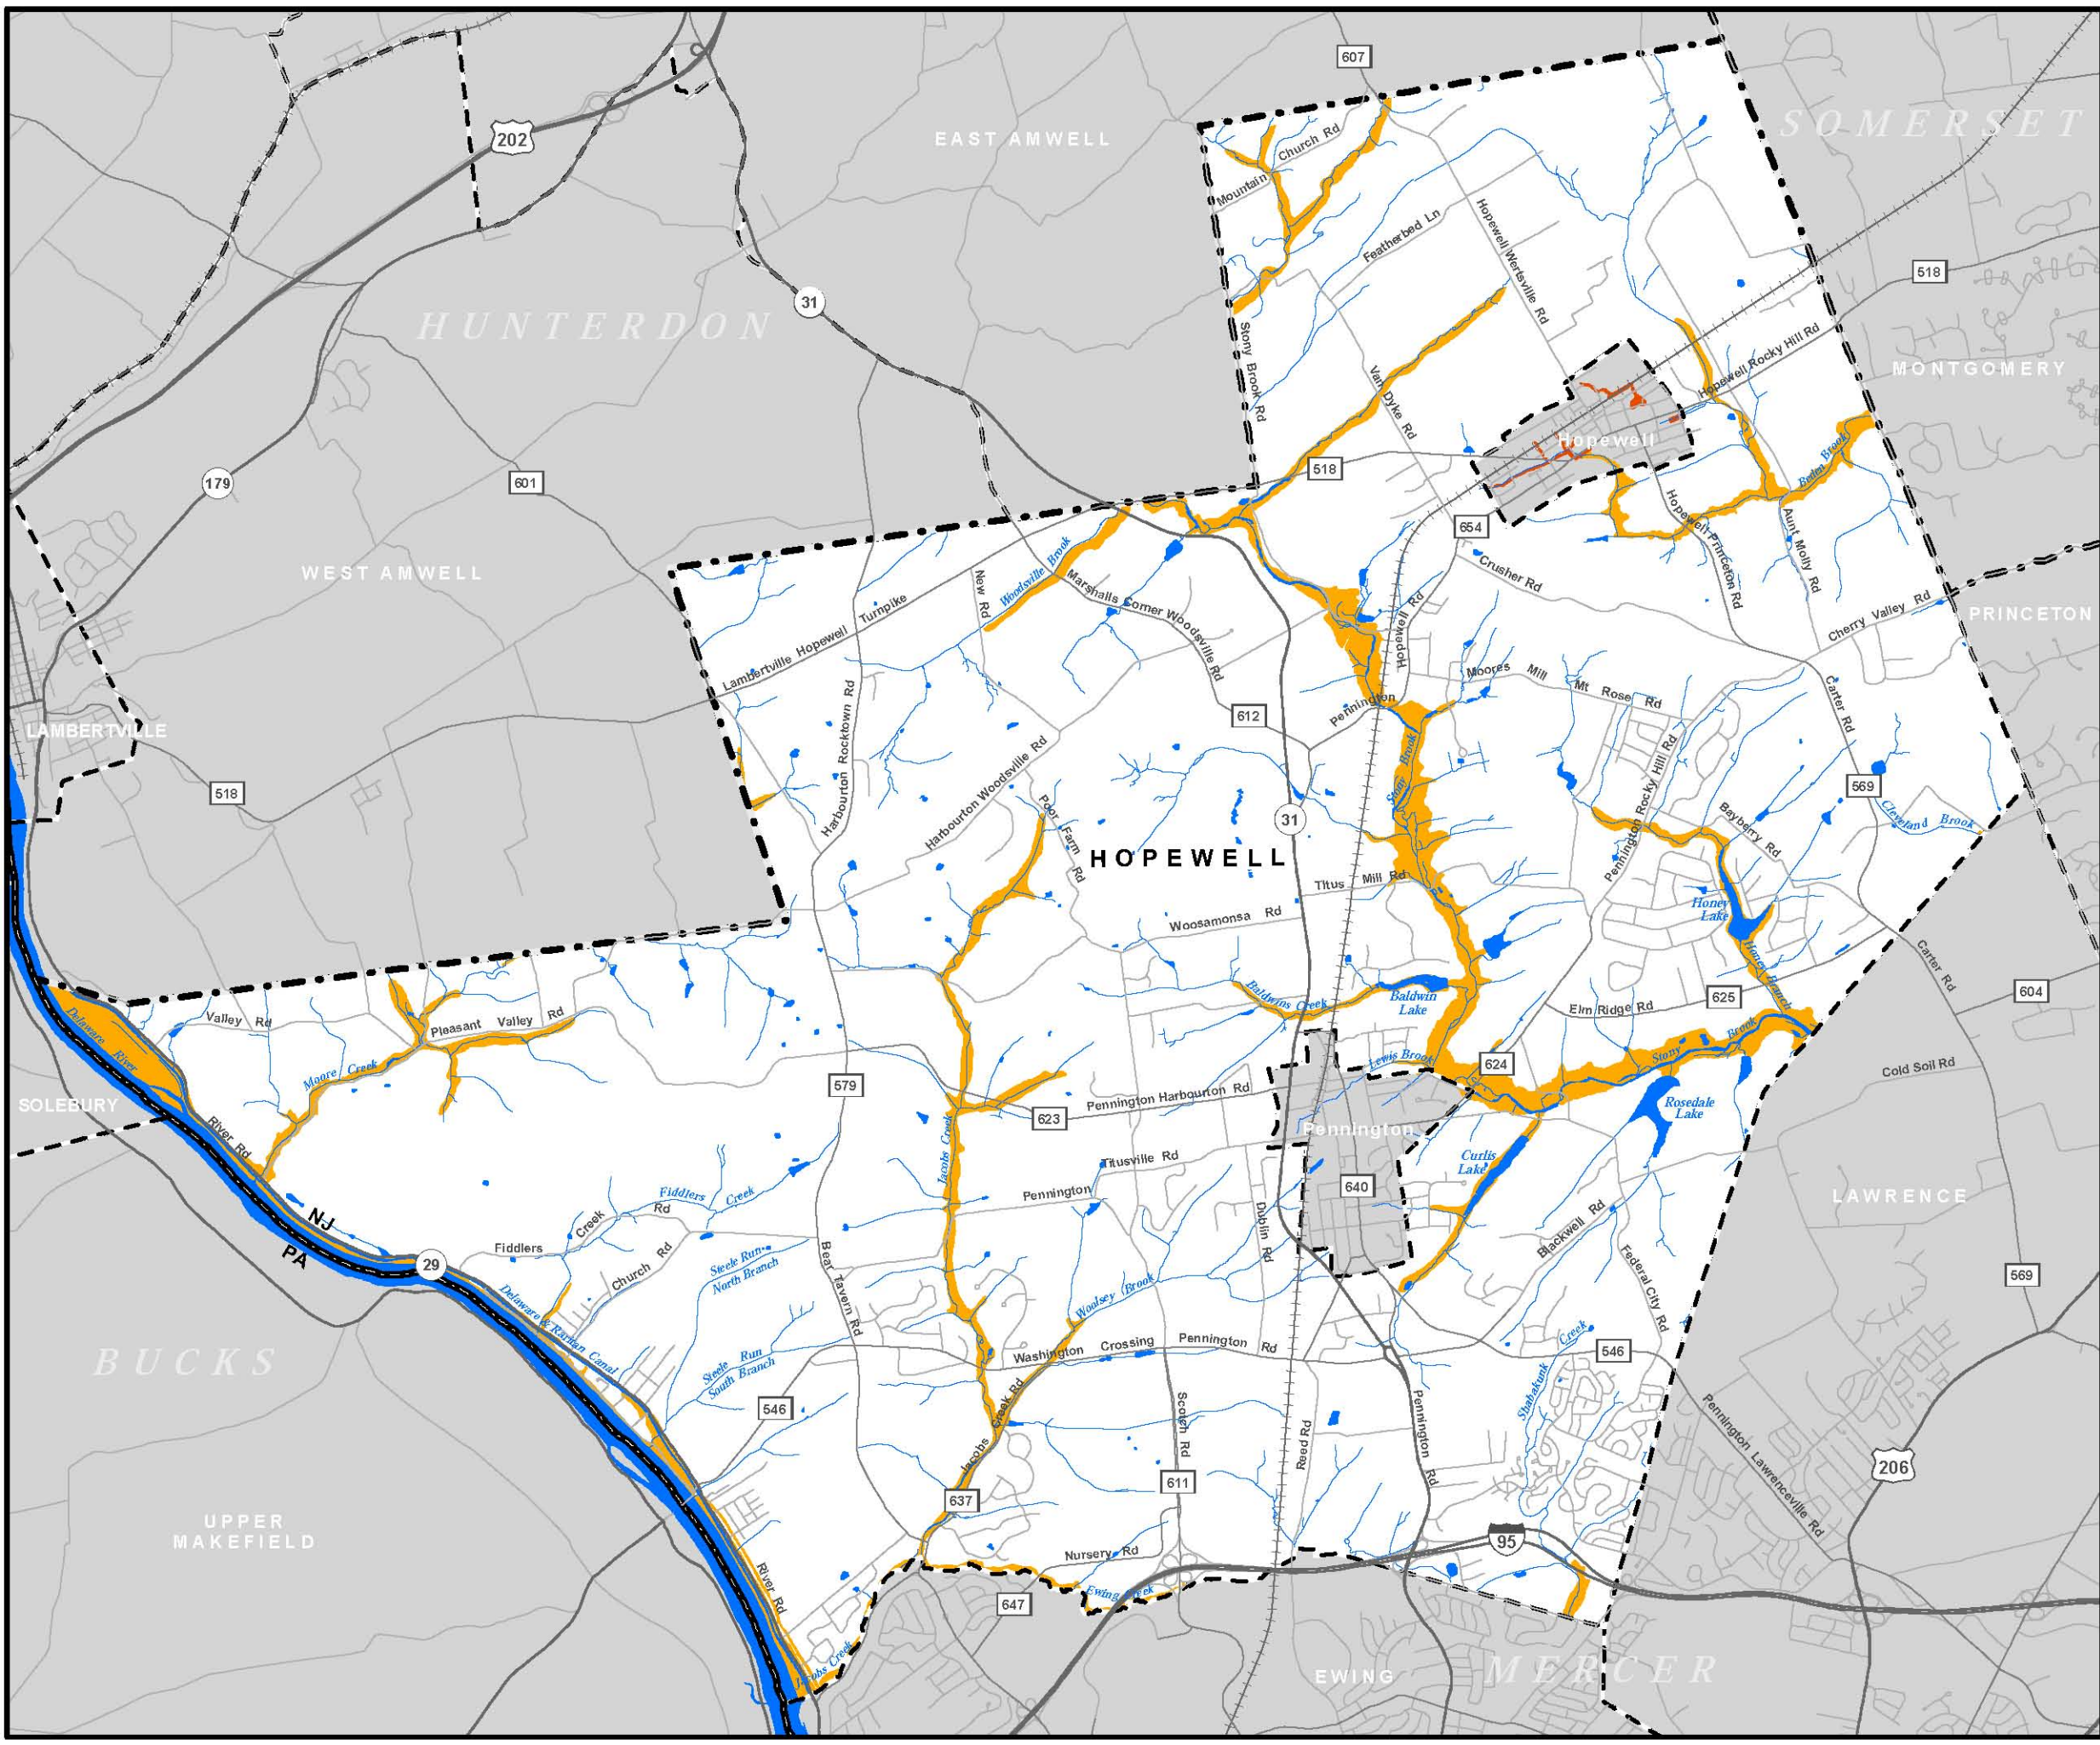 607
SOMERSET
202
EAST AMWELL
Church Rd
Mountain
Featherbed Ln
Hopewell Wertsville Rd
518
31
HUNTERDON
Stony Brook Rd
Hopewell Rocky Hill Rd
MONTGOMERY
Van Dyke Rd
Hopewell
518
Beden Brook
179
601
654
Hopewell Princeton Rd
Aunt Molly Rd
WEST AMWELL
Woodsville Brook
New Rd
Marshalls Corner Woodsville Rd
Crusher Rd
Lambertville Hopewell Turnpike
Hopewell Rd
Cherry Valley Rd
PRINCETON
Moores Mill Mt Rose Rd
Harbourton Rocktown Rd
Pennington
612
Carter Rd
LAMBERTVILLE
Stony Brook
Pennington Rocky Hill Rd
518
Harbourton Woodsville Rd
569
Poor Farm Rd
31
Cleveland Brook
Bayberry Rd
HOPEWELL
Titus Mill Rd
Honey Lake
Woosamonsa Rd
Honey Branch
Carter Rd
Baldwins Creek
Baldwin Lake
625
604
Elm Ridge Rd
Delaware River
Valley Rd
Pleasant Valley Rd
Moore Creek
Stony Brook
Lewis Brook
624
Cold Soil Rd
579
SOLEBURY
Pennington Harbourton Rd
Rosedale Lake
623
Pennington
River Rd
Jacobs Creek
Titusville Rd
Curlis Lake
640
Pennington
LAWRENCE
Fiddlers Creek
NJ
PA
Fiddlers Creek Rd
Dublin Rd
Blackwell Rd
29
Church Rd
Steele Run
North Branch
Bear Tavern Rd
Federal City Rd
569
Woolsey Brook
Delaware & Raritan Canal
Washington Crossing Pennington Rd
Shabakunk Creek
546
BUCKS
Steele Run
South Branch
546
Jacobs Creek Rd
Scotch Rd
Reed Rd
Pennington Rd
Pennington Lawrenceville Rd
206
611
637
UPPER
MAKEFIELD
95
Nursery Rd
River Rd
Ewing Creek
647
Jacobs Creek
EWING
MERCER